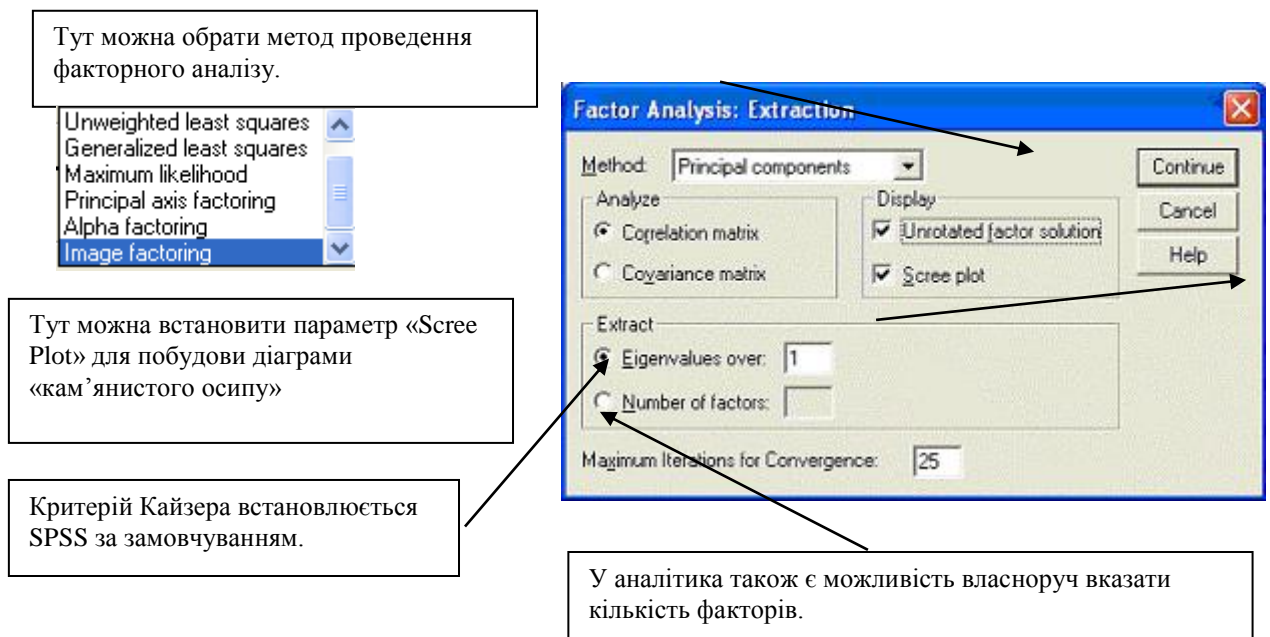 Тут можна обрати метод проведення
факторного аналізу.
Unweighted least squares
Generalized least squares
Maximum likelihood
Principal axis factoring
Alpha factoring
Image factoring
Тут можна встановити параметр «Scree
Plot» для побудови діаграми
«кам’янистого осипу»
Критерій Кайзера встановлюється
SPSS за замовчуванням.
Factor Analysis: Extraction
Method: Principal components
Continue
Analyze
Display
Correlation matrix
Unrotated factor solution
Cancel
Covariance matrix
Scree plot
Help
Extract
Eigenvalues over: 1
Number of factors:
Maximum Iterations for Convergence: 25
У аналітика також є можливість власноруч вказати
кількість факторів.